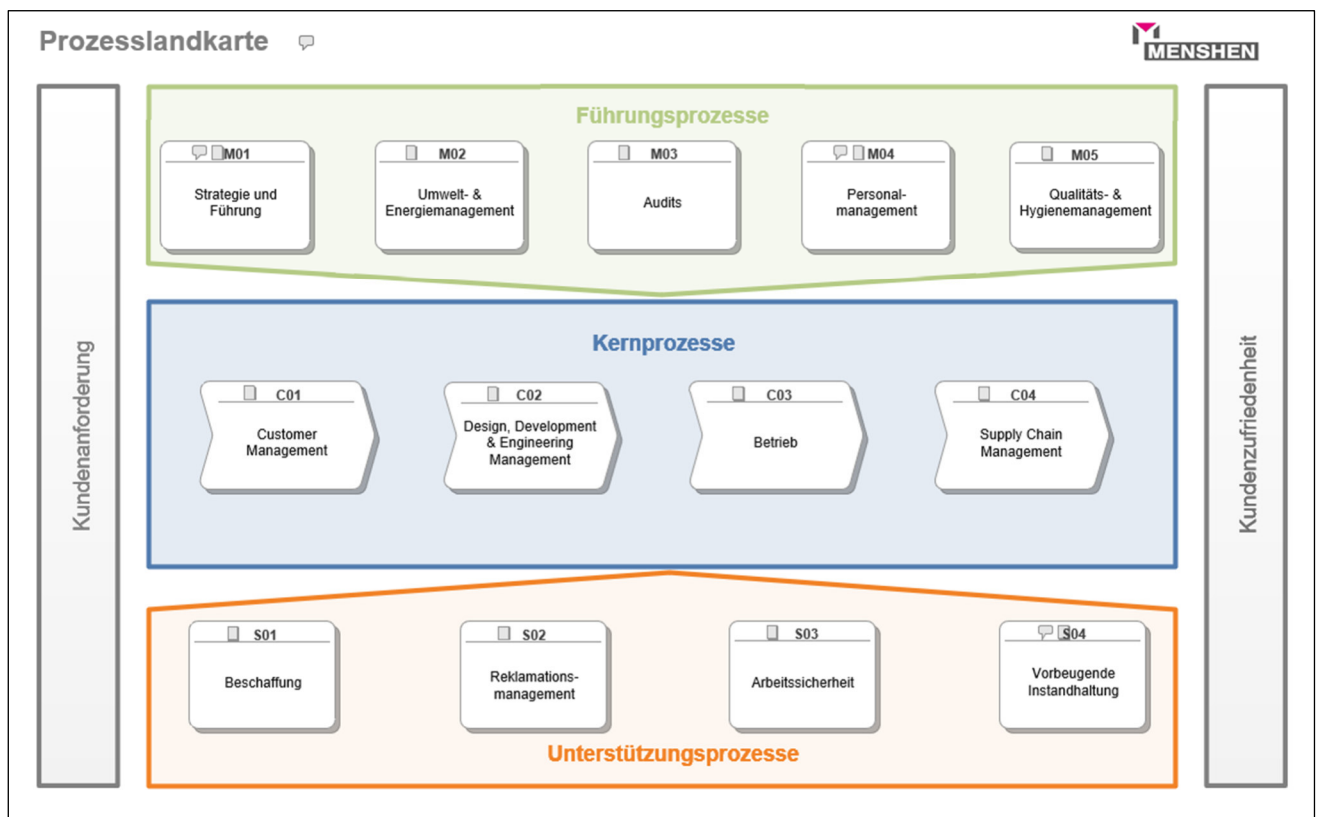 Prozesslandkarte
MENSHEN
Kundenanforderung
Führungsprozesse
M01
Strategie und
Führung
M02
Umwelt- &
Energiemanagement
M03
Audits
M04
Personal-
management
M05
Qualitäts- &
Hygienemanagement
Kernprozesse
C01
Customer
Management
C02
Design, Development
& Engineering
Management
C03
Betrieb
C04
Supply Chain
Management
S01
Beschaffung
S02
Reklamations-
management
S03
Arbeitssicherheit
S04
Vorbeugende
Instandhaltung
Unterstützungsprozesse
Kundenzufriedenheit